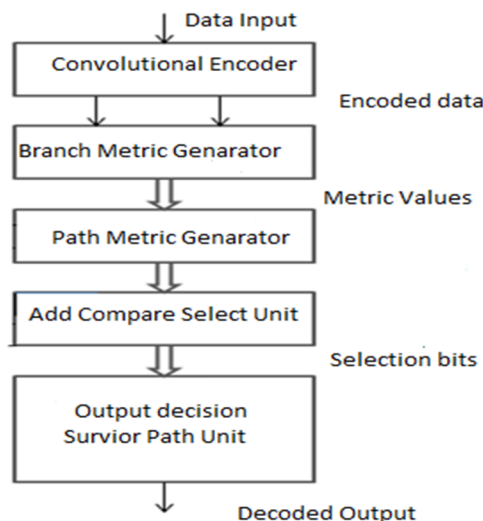 Data Input
Convolutional Encoder
Encoded data
Branch Metric Genarator
Metric Values
Path Metric Genarator
Add Compare Select Unit
Selection bits
Output decision
Survior Path Unit
Decoded Output